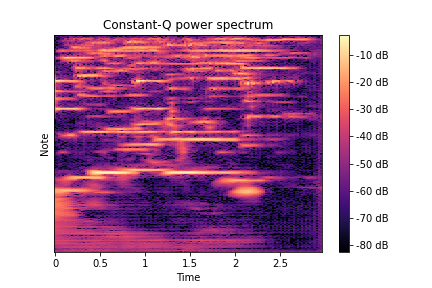 Constant-Q power spectrum
Note
-10 dB
-20 dB
-30 dB
-40 dB
-50 dB
-60 dB
-70 dB
-80 dB
0 0.5 1 1.5 2 2.5
Time